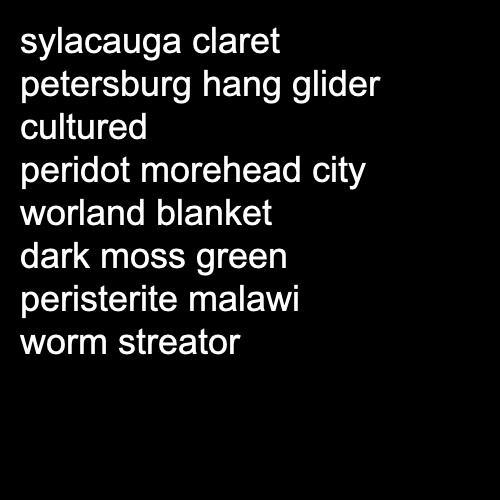 sylacauga claret
petersburg hang glider
cultured
peridot morehead city
worland blanket
dark moss green
peristerite malawi
worm streator